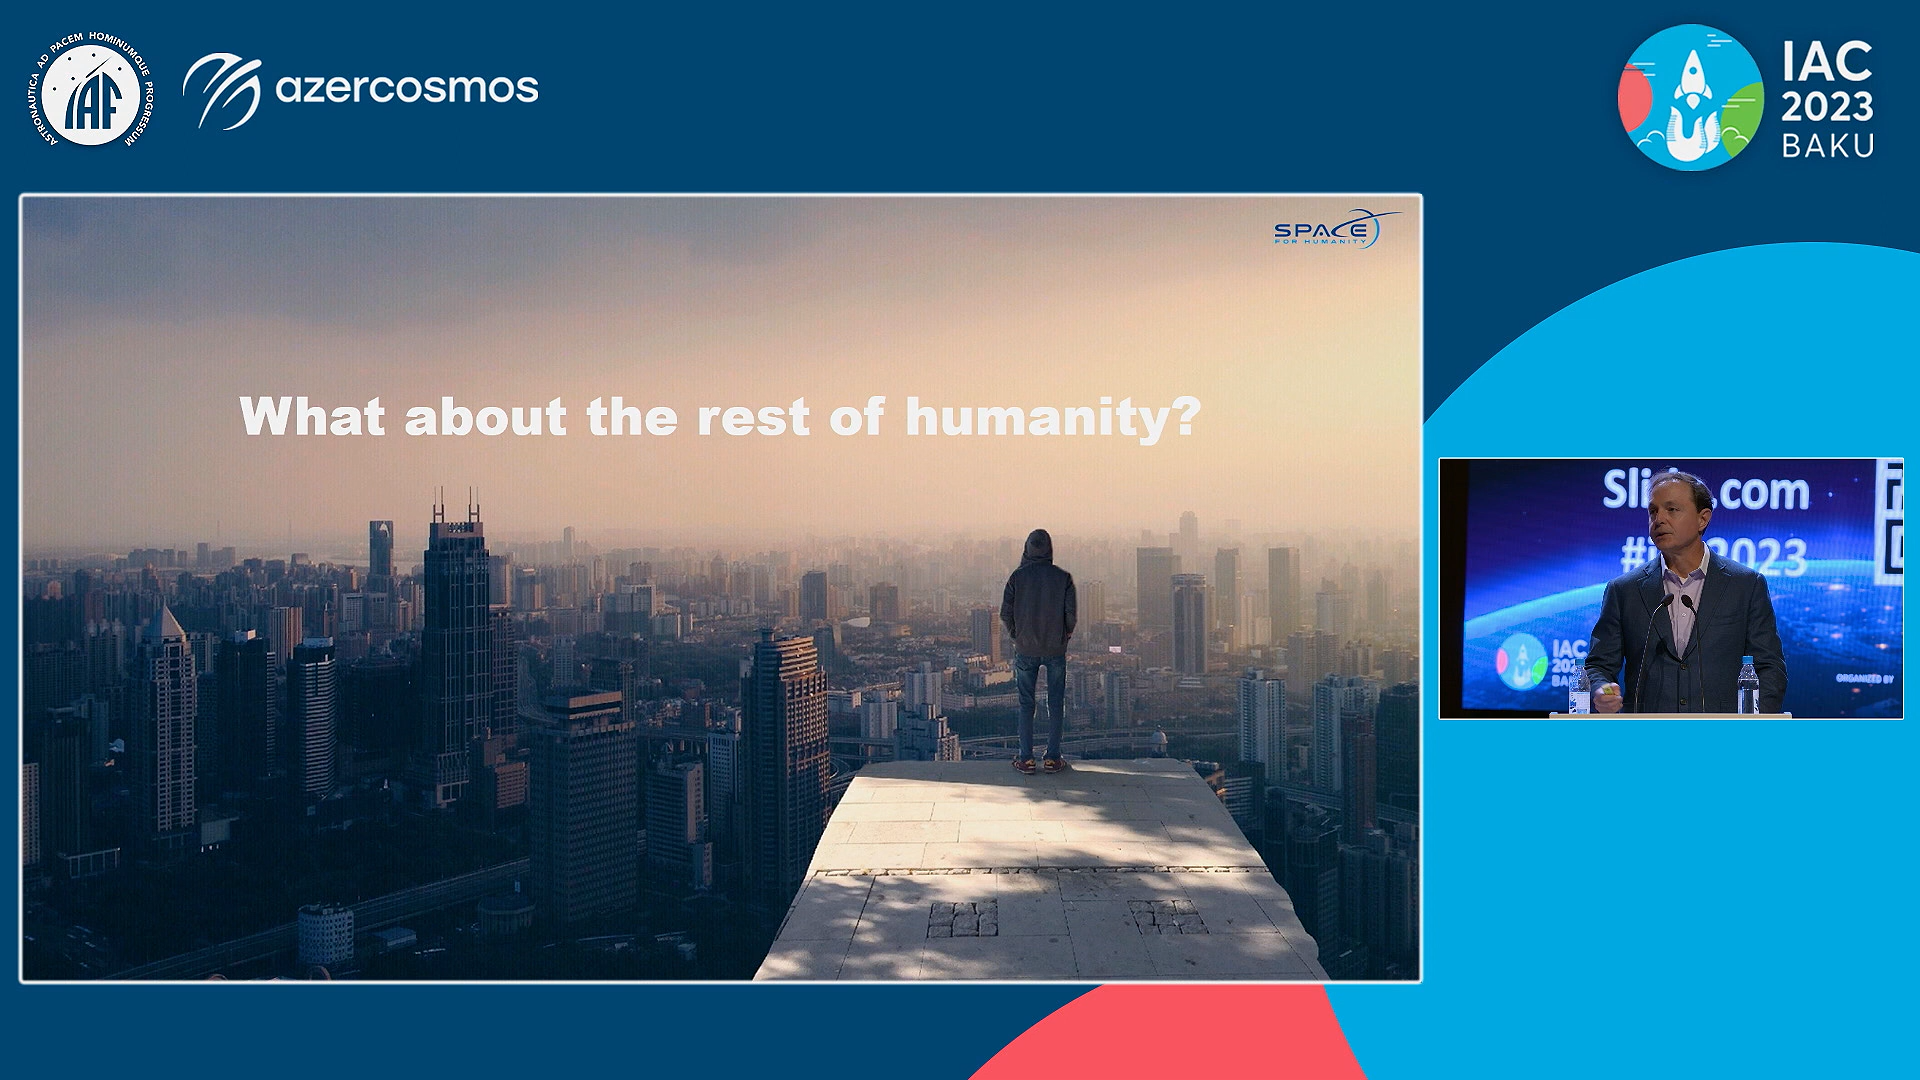 ASTRONAUTICA AD PACEM HOMINUMQUE PROGRESSUM
IAF
azercosmos
IAC
2023
BAKU
SPACE
FOR HUMANITY
What about the rest of humanity?
.com
2023
IAC
ORGANIZED BY